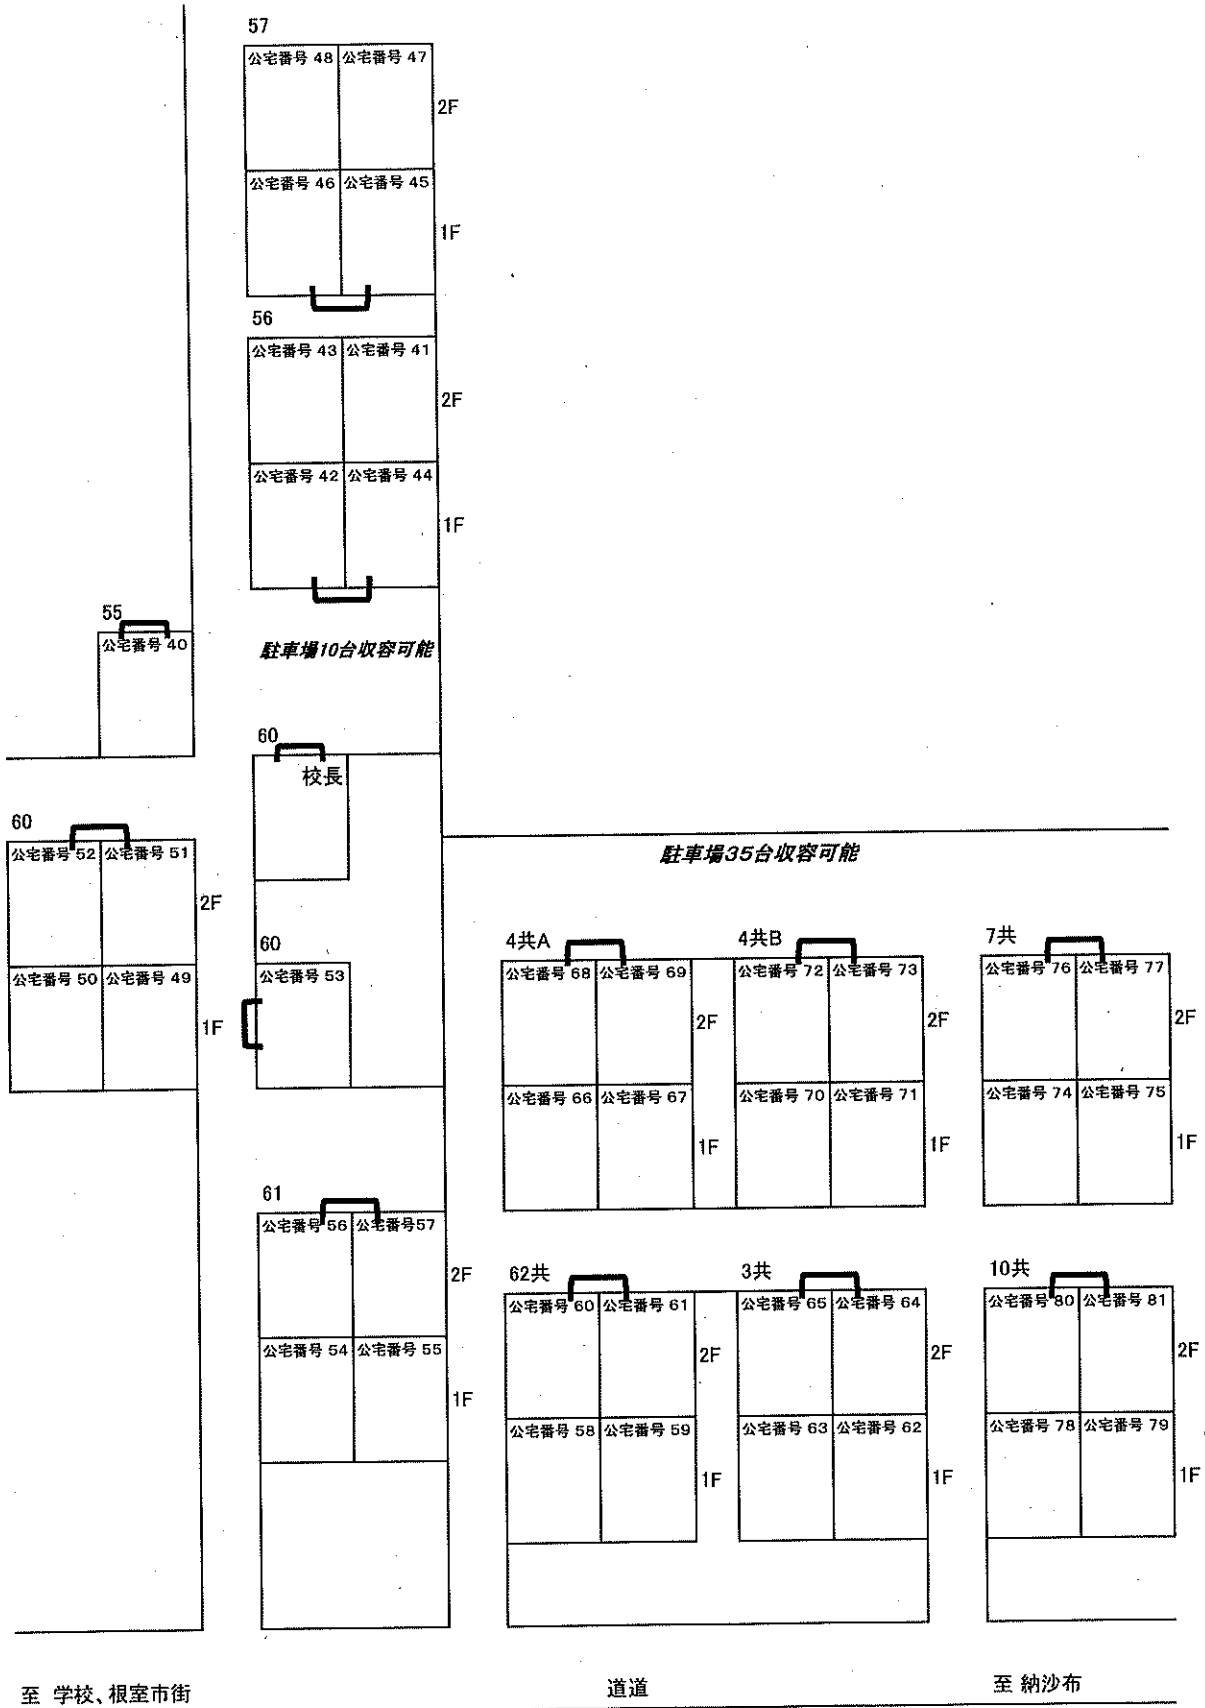 57
公宅番号 48 公宅番号 47
2F
公宅番号 46 公宅番号 45
1F
56
公宅番号 43 公宅番号 41
2F
公宅番号 42 公宅番号 44
1F
55
公宅番号 40
駐車場10台収容可能
60
校長
60
公宅番号 52 公宅番号 51
2F
公宅番号 50 公宅番号 49
1F
60
公宅番号 53
61
公宅番号 56 公宅番号57
2F
公宅番号 54 公宅番号 55
1F
駐車場35台収容可能
4共A
公宅番号 68 公宅番号 69
2F
公宅番号 66 公宅番号 67
1F
4共B
公宅番号 72 公宅番号 73
2F
公宅番号 70 公宅番号 71
1F
7共
公宅番号 76 公宅番号 77
2F
公宅番号 74 公宅番号 75
1F
62共
公宅番号 60 公宅番号 61
2F
公宅番号 58 公宅番号 59
1F
3共
公宅番号 65 公宅番号 64
2F
公宅番号 63 公宅番号 62
1F
10共
公宅番号 80 公宅番号 81
2F
公宅番号 78 公宅番号 79
1F
至 学校、根室市街
道道
至 納沙布